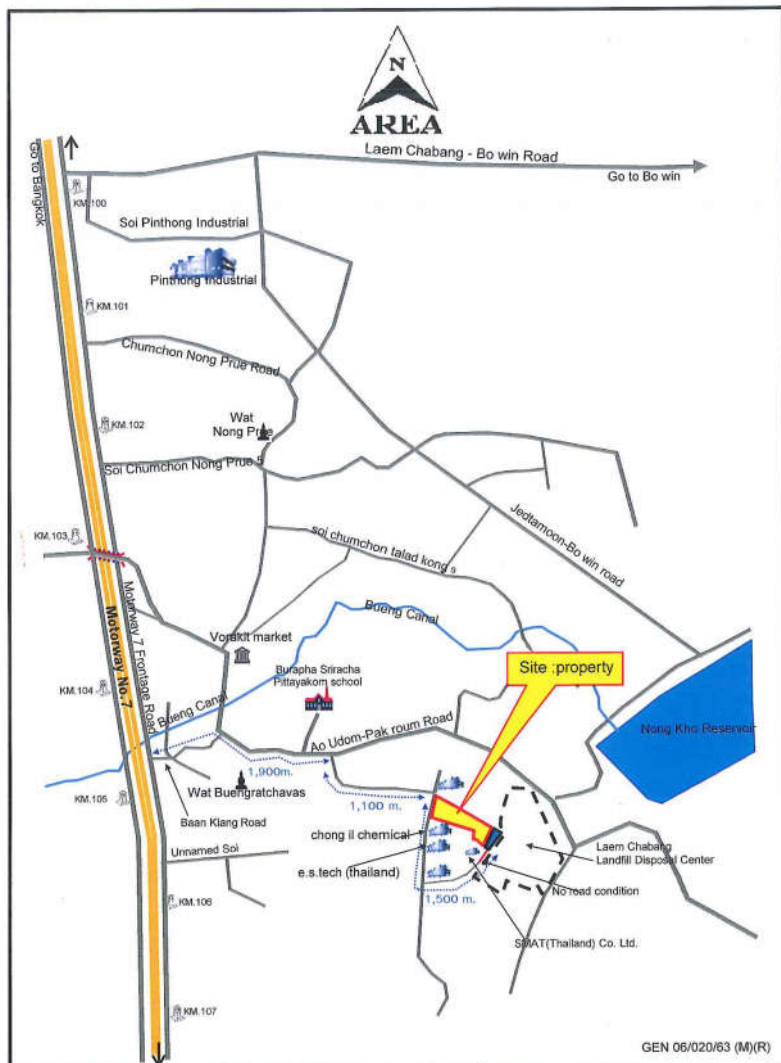 N
AREA
Laem Chabang - Bo win Road
Go to Bo win
Go to Bangkok
KM.100
Soi Pinthong Industrial
Pinthong Industrial
KM.101
Chumchon Nong Prue Road
KM.102
Wat
Nong Prue
Soi Chumchon Nong Prue 5
Jedtamoon-Bo win road
KM.103
soi chumchon talad kong 9
Motorway No.7
Motorway 7 Frontage Road
Bueng Canal
Vorakit market
Site :property
Burapha Sriracha
Pittayakom school
KM.104
Bueng Canal
Nong Kho Reservoir
Ao Udom-Pak roum Road
1,900m.
Wat Buengratchavas
1,100 m.
KM.105
Baan Klang Road
chong il chemical
Laem Chabang
Landfill Disposal Center
Unnamed Soi
e.s.tech (thailand)
No road condition
1,500 m.
KM.106
SMAT(Thailand) Co. Ltd.
KM.107
GEN 06/020/63 (M)(R)